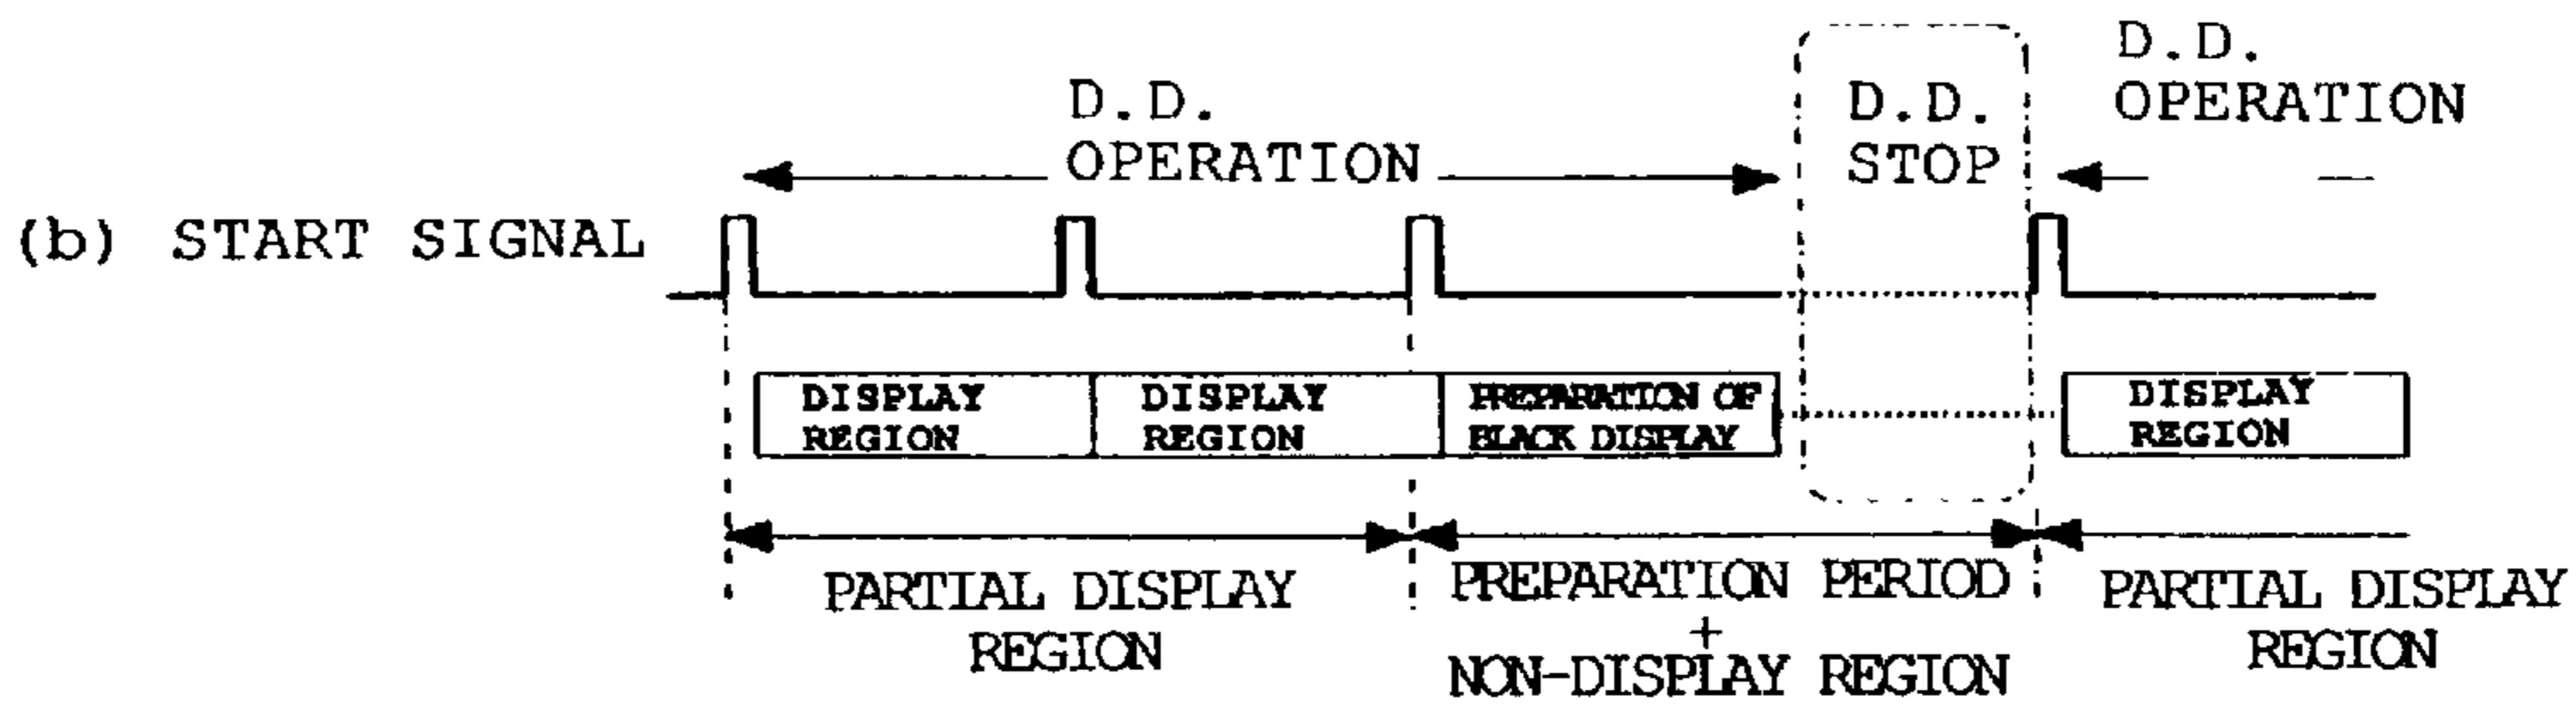 D.D.
OPERATION
D.D.
STOP
D.D.
OPERATION
(b) START SIGNAL
DISPLAY
REGION
DISPLAY
REGION
PREPARATION OF
BLACK DISPLAY
DISPLAY
REGION
PARTIAL DISPLAY
REGION
PREPARATION PERIOD
+
NON-DISPLAY REGION
PARTIAL DISPLAY
REGION